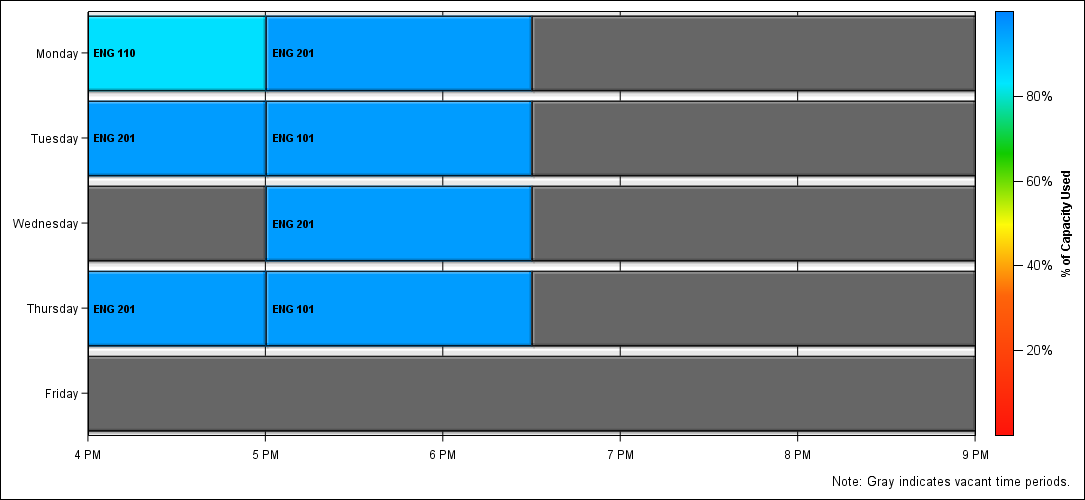 Monday
ENG 110
ENG 201
Tuesday
ENG 201
ENG 101
Wednesday
ENG 201
Thursday
ENG 201
ENG 101
Friday
4 PM
5 PM
6 PM
7 PM
8 PM
9 PM
80%
60%
40%
20%
% of Capacity Used
Note: Gray indicates vacant time periods.